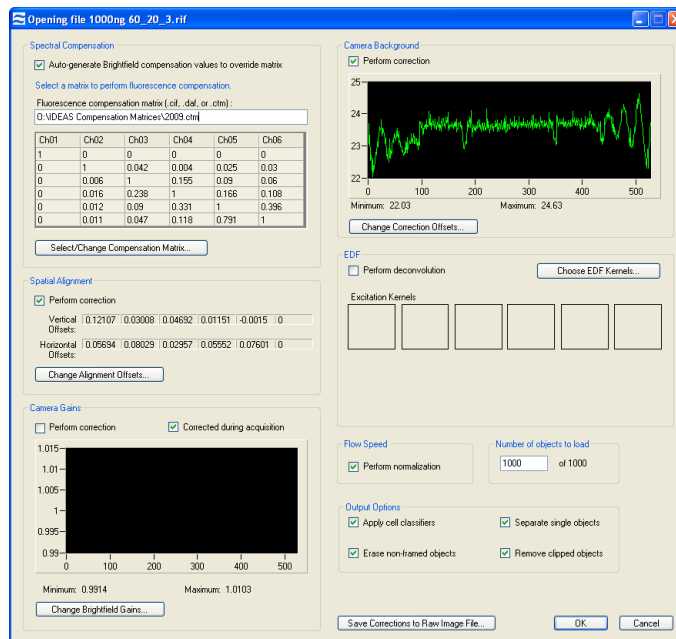 Opening file 1000ng 60_20_3.rif
Spectral Compensation
Auto-generate Brightfield compensation values to override matrix
Select a matrix to perform fluorescence compensation.
Fluorescence compensation matrix (.cif, .daf, or .ctm) :
O:\IDEAS Compensation Matrices\2009.ctm
Ch01 Ch02 Ch03 Ch04 Ch05 Ch06
1 0 0 0 0 0
0 1 0.042 0.004 0.025 0.03
0 0.006 1 0.155 0.09 0.06
0 0.016 0.238 1 0.166 0.108
0 0.012 0.09 0.331 1 0.396
0 0.011 0.047 0.118 0.791 1
Select/Change Compensation Matrix...
Spatial Alignment
Perform correction
Vertical Offsets: 0.12107 0.03008 0.04692 0.01151 -0.0015 0
Horizontal Offsets: 0.05694 0.08029 0.02957 0.05552 0.07601 0
Change Alignment Offsets...
Camera Gains
Perform correction Corrected during acquisition
1.015
1.01
1.005
1
0.995
0.99
0 100 200 300 400 500
Minimum: 0.9914 Maximum: 1.0103
Change Brightfield Gains...
Camera Background
Perform correction
25
24
23
22
0 100 200 300 400 500
Minimum: 22.03 Maximum: 24.63
Change Correction Offsets...
EDF
Perform deconvolution Choose EDF Kernels...
Excitation Kernels
Flow Speed
Perform normalization
Number of objects to load
1000 of 1000
Output Options
Apply cell classifiers Separate single objects
Erase non-framed objects Remove clipped objects
Save Corrections to Raw Image File... OK Cancel